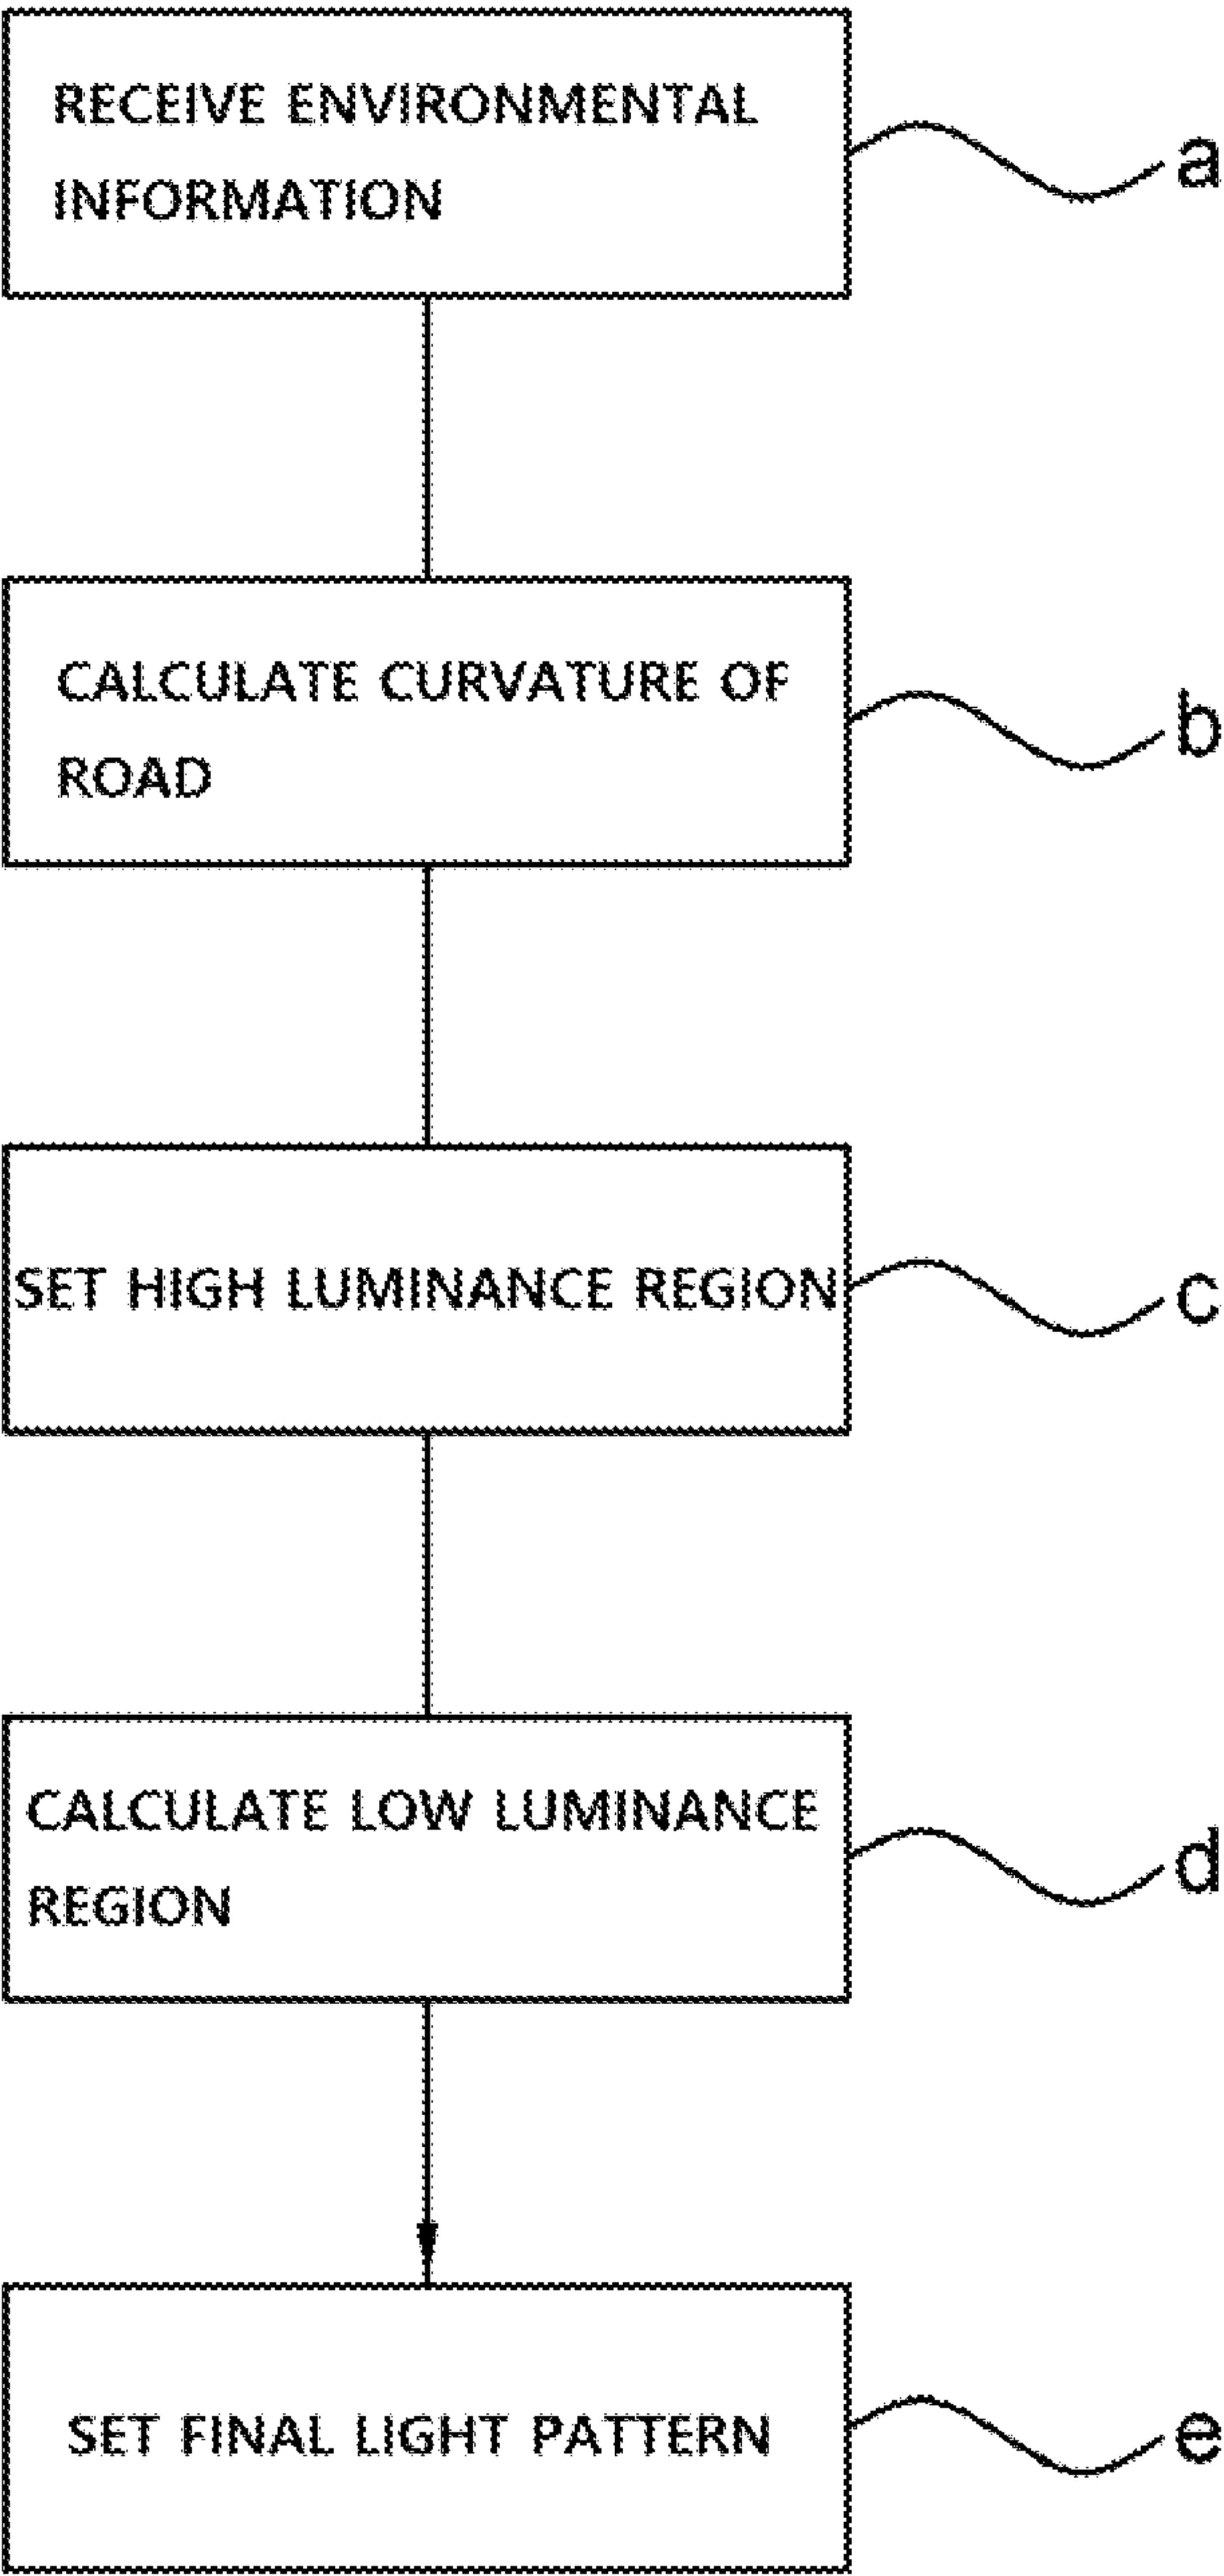 RECEIVE ENVIRONMENTAL
INFORMATION
a
CALCULATE CURVATURE OF
ROAD
b
SET HIGH LUMINANCE REGION
c
CALCULATE LOW LUMINANCE
REGION
d
SET FINAL LIGHT PATTERN
e